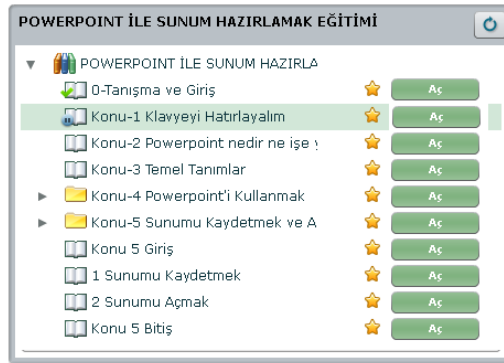 POWERPOINT İLE SUNUM HAZIRLAMAK EĞİTİMİ
POWERPOINT İLE SUNUM HAZIRLA
0-Tanışma ve Giriş Aç
Konu-1 Klavyeyi Hatırlayalım Aç
Konu-2 Powerpoint nedir ne işe Aç
Konu-3 Temel Tanımlar Aç
Konu-4 Powerpoint'i Kullanmak Aç
Konu-5 Sunumu Kaydetmek ve A Aç
Konu 5 Giriş Aç
1 Sunumu Kaydetmek Aç
2 Sunumu Açmak Aç
Konu 5 Bitiş Aç